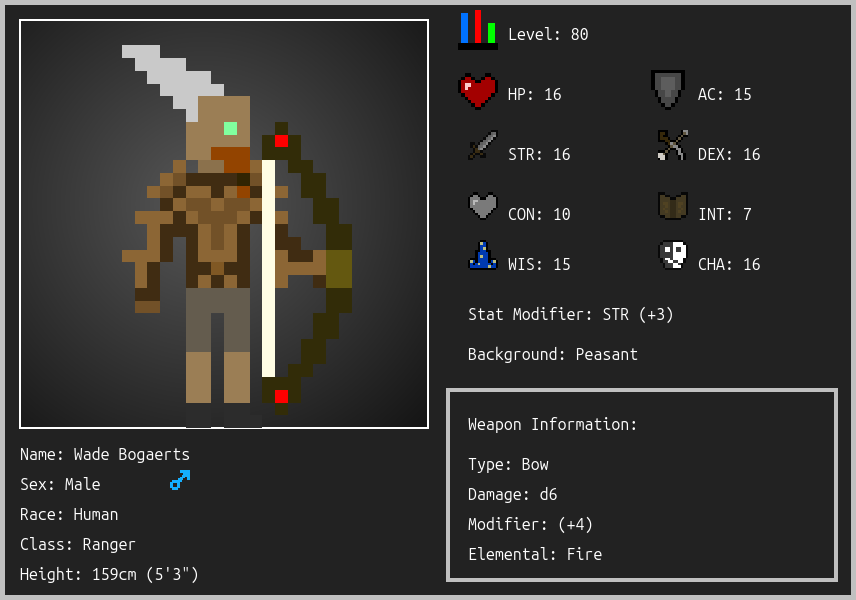 Level: 80
HP: 16
AC: 15
STR: 16
DEX: 16
CON: 10
INT: 7
WIS: 15
CHA: 16
Stat Modifier: STR (+3)
Background: Peasant
Weapon Information:
Type: Bow
Damage: d6
Modifier: (+4)
Elemental: Fire
Name: Wade Bogaerts
Sex: Male
Race: Human
Class: Ranger
Height: 159cm (5'3")